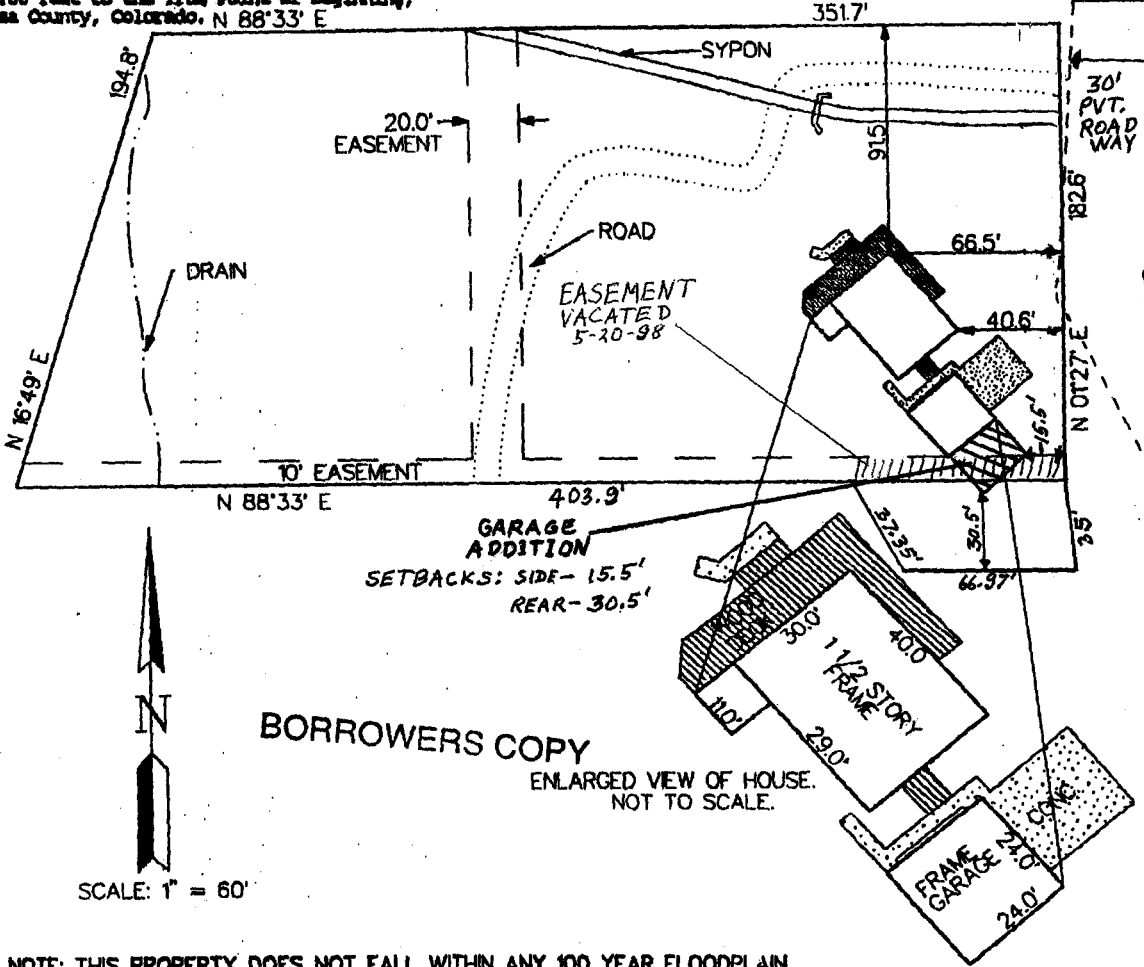 sa County, Colorado. N 88°33' E
351.7'
SYPON
194.8'
20.0'
EASEMENT
91.5
30'
PVT.
ROAD
WAY
182.6'
ROAD
66.5'
DRAIN
EASEMENT
VACATED
5-20-98
40.6'
N 01°27' E
N 16°49' E
15.5'
10' EASEMENT
N 88°33' E
403.9'
GARAGE
ADDITION
SETBACKS: SIDE- 15.5'
REAR- 30.5'
37.35'
30.5'
35'
66.97'
WOOD
DECK
30.0'
40.0
1 1/2 STORY
FRAME
11.0'
29.0'
N
BORROWERS COPY
ENLARGED VIEW OF HOUSE.
NOT TO SCALE.
CONC.
FRAME
GARAGE
24.0'
24.0'
SCALE: 1" = 60'
NOTE: THIS PROPERTY DOES NOT FALL WITHIN ANY 100 YEAR FLOODPLAIN